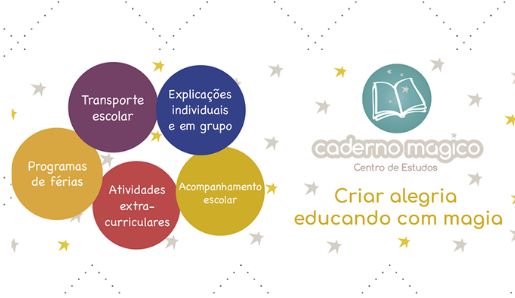 Transporte
escolar
Explicações
individuais
e em grupo
Programas
de férias
Atividades
extra-
curriculares
Acompanhamento
escolar
caderno magico
Centro de Estudos
Criar alegria
educando com magia